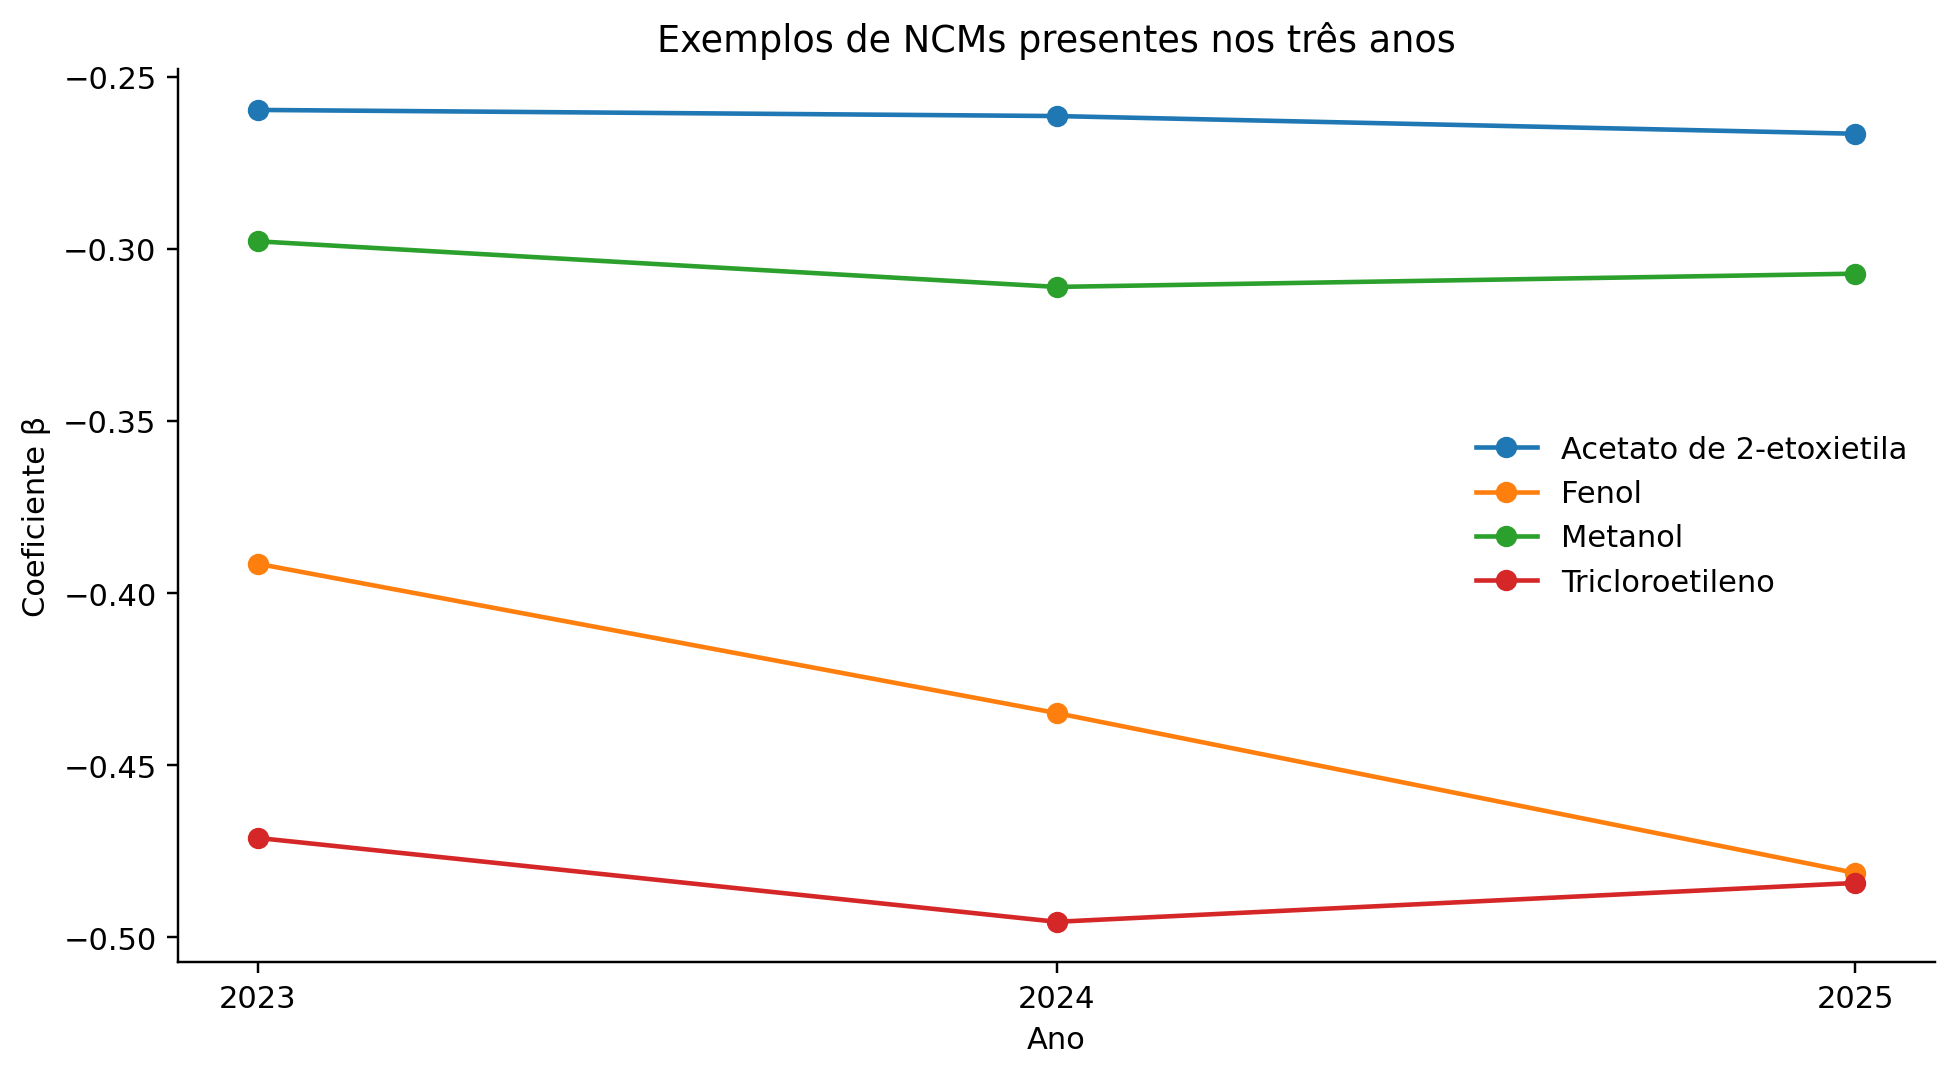 Exemplos de NCMs presentes nos três anos
Coeficiente β
−0.25
−0.30
−0.35
−0.40
−0.45
−0.50
Acetato de 2-etoxietila
Fenol
Metanol
Tricloroetileno
2023 2024 2025
Ano